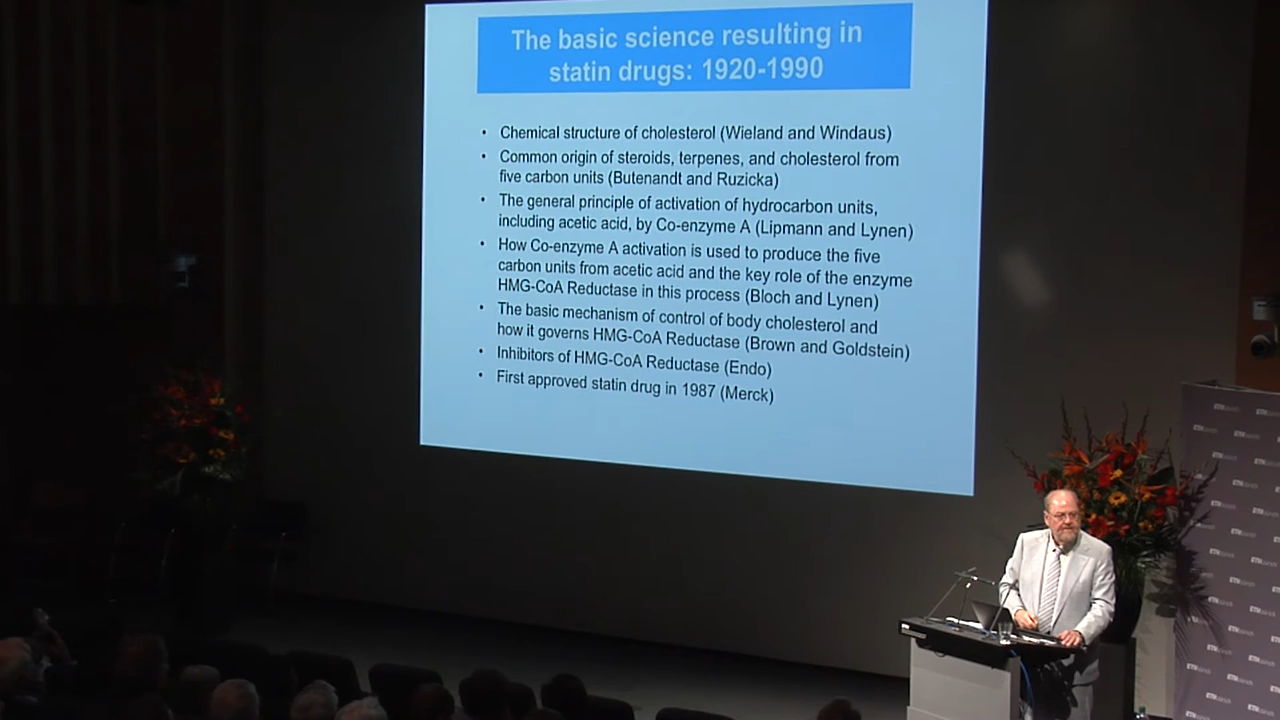 The basic science resulting in
statin drugs: 1920-1990
• Chemical structure of cholesterol (Wieland and Windaus)
• Common origin of steroids, terpenes, and cholesterol from
five carbon units (Butenandt and Ruzicka)
• The general principle of activation of hydrocarbon units,
including acetic acid, by Co-enzyme A (Lipmann and Lynen)
• How Co-enzyme A activation is used to produce the five
carbon units from acetic acid and the key role of the enzyme
HMG-CoA Reductase in this process (Bloch and Lynen)
• The basic mechanism of control of body cholesterol and
how it governs HMG-CoA Reductase (Brown and Goldstein)
• Inhibitors of HMG-CoA Reductase (Endo)
• First approved statin drug in 1987 (Merck)
ETH zürich